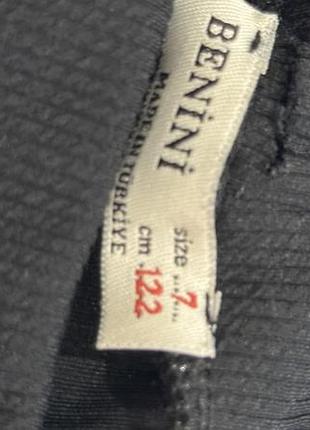 BENİNİ
MADE IN TÜRKİYE
size 7
cm .122